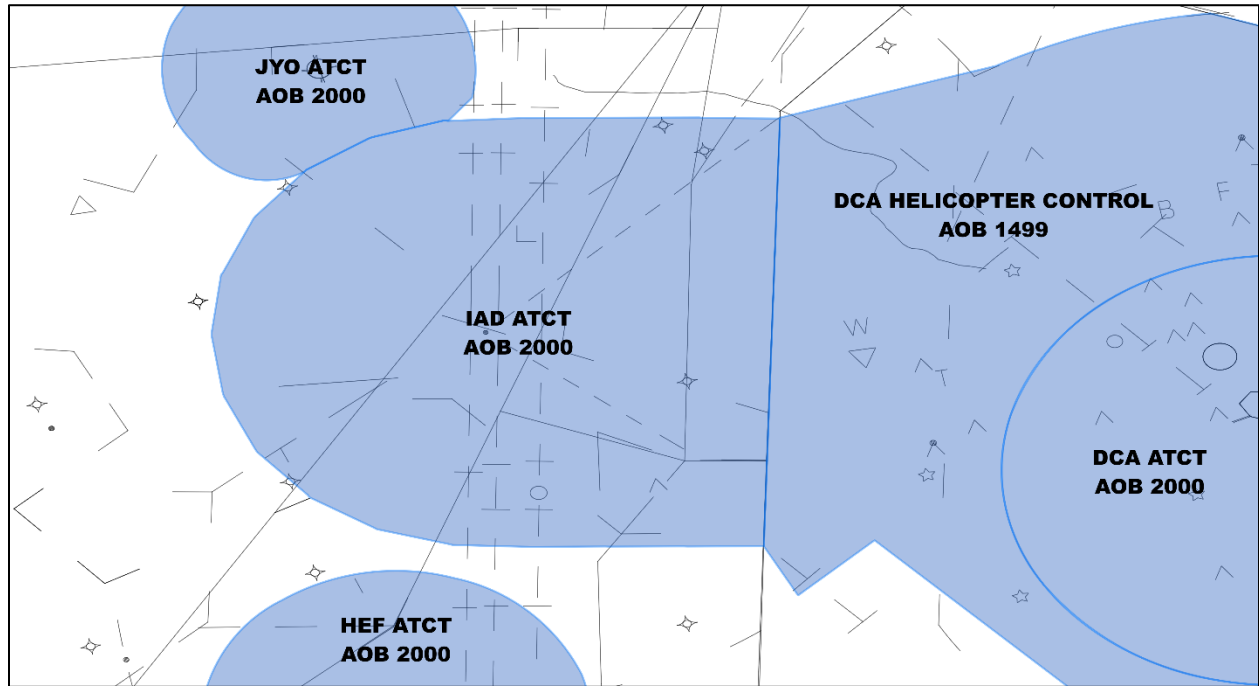 JYO ATCT
AOB 2000
DCA HELICOPTER CONTROL
AOB 1499
B
F
IAD ATCT
AOB 2000
W
T
DCA ATCT
AOB 2000
HEF ATCT
AOB 2000